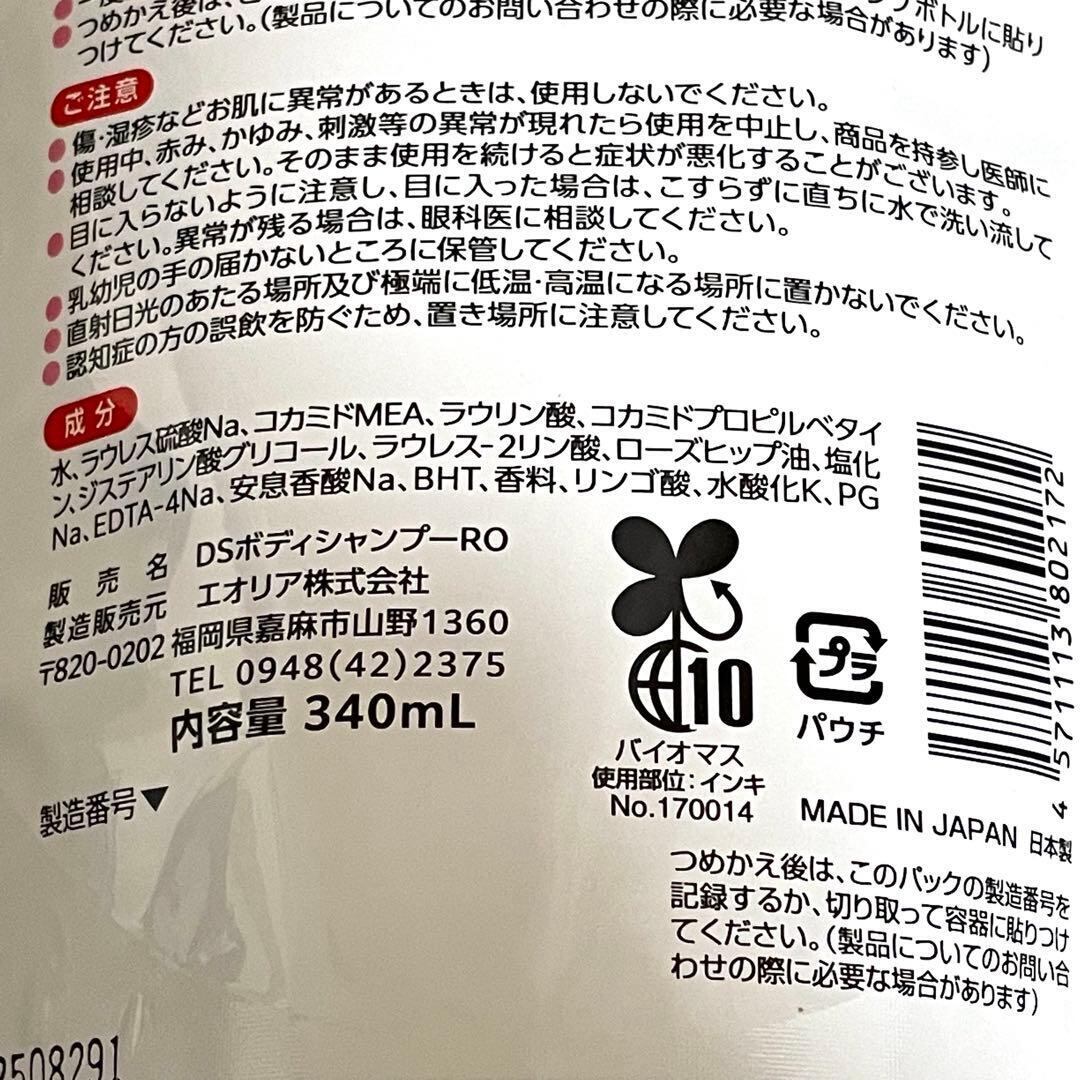 つめかえ後は、
ボトルに貼り
つけてください。(製品についてのお問い合わせの際に必要な場合があります)
ご注意
●傷・湿疹などお肌に異常があるときは、使用しないでください。
●使用中、赤み、かゆみ、刺激等の異常が現れたら使用を中止し、商品を持参し医師に
相談してください。そのまま使用を続けると症状が悪化することがございます。
●目に入らないように注意し、目に入った場合は、こすらずに直ちに水で洗い流して
ください。異常が残る場合は、眼科医に相談してください。
●乳幼児の手の届かないところに保管してください。
●直射日光のあたる場所及び極端に低温・高温になる場所に置かないでください。
●認知症の方の誤飲を防ぐため、置き場所に注意してください。
成分
水、ラウレス硫酸Na、コカミドMEA、ラウリン酸、コカミドプロピルベタイ
ン、ジステアリン酸グリコール、ラウレス-2リン酸、ローズヒップ油、塩化
Na、EDTA-4Na、安息香酸Na、BHT、香料、リンゴ酸、水酸化K、PG
販売名 DSボディシャンプーRO
製造販売元 エオリア株式会社
〒820-0202 福岡県嘉麻市山野1360
TEL 0948(42)2375
内容量 340mL
製造番号▼
10
バイオマス
使用部位:インキ
No.170014
プラ
パウチ
4571113802172
MADE IN JAPAN 日本製
つめかえ後は、このパックの製造番号を
記録するか、切り取って容器に貼りつけ
てください。(製品についてのお問い合
わせの際に必要な場合があります)
2508291